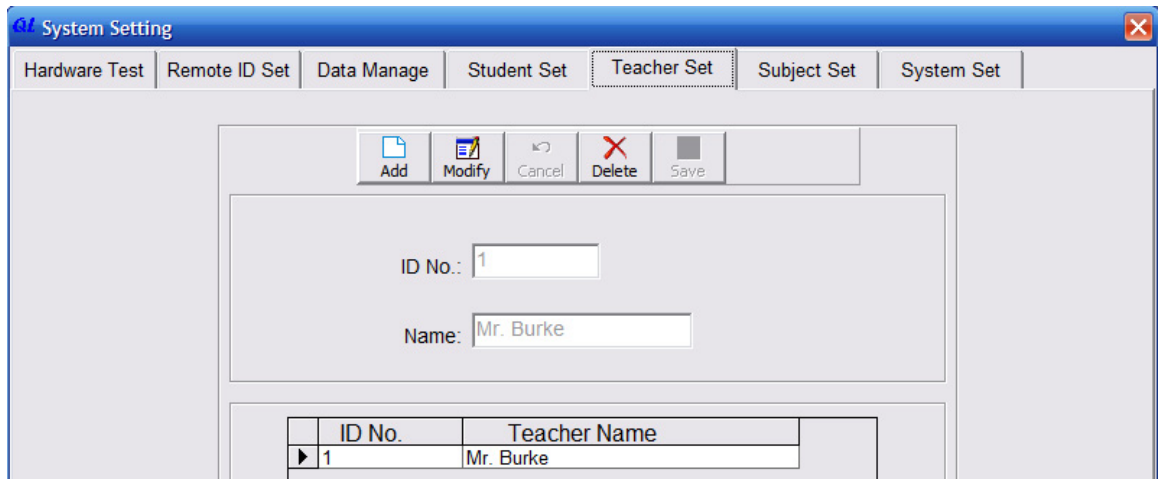 System Setting
Hardware Test Remote ID Set Data Manage Student Set Teacher Set Subject Set System Set
Add Modify Cancel Delete Save
ID No.: 1
Name: Mr. Burke
ID No. Teacher Name
1 Mr. Burke